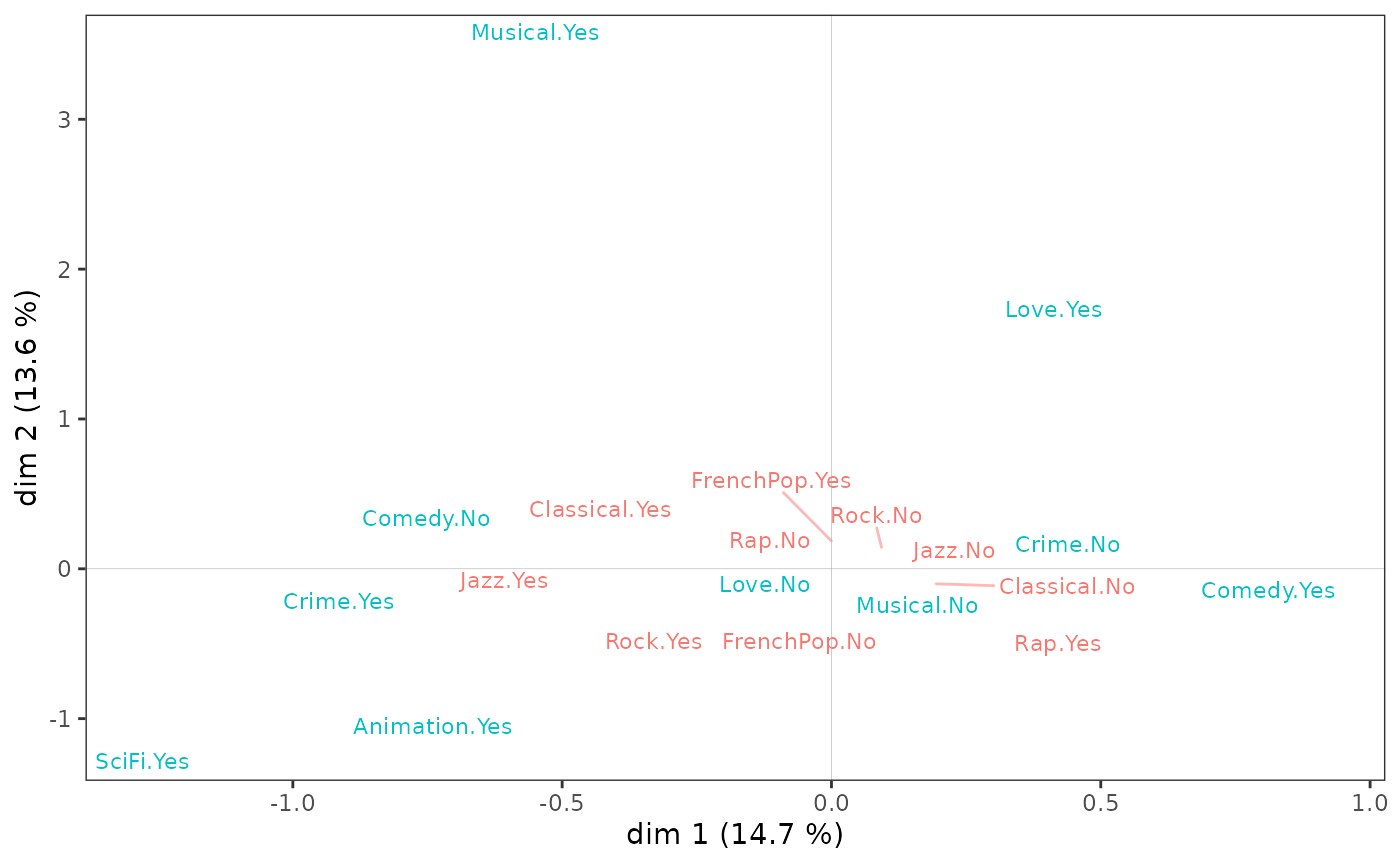 Musical.Yes
3
2
Love.Yes
1
FrenchPop.Yes
Classical.Yes
Rock.No
Comedy.No
Rap.No
Crime.No
Jazz.No
0
Jazz.Yes
Love.No
Classical.No
Comedy.Yes
Crime.Yes
Musical.No
Rock.Yes
FrenchPop.No
Rap.Yes
-1
Animation.Yes
SciFi.Yes
-1.0
-0.5
0.0
0.5
1.0
dim 1 (14.7 %)
dim 2 (13.6 %)